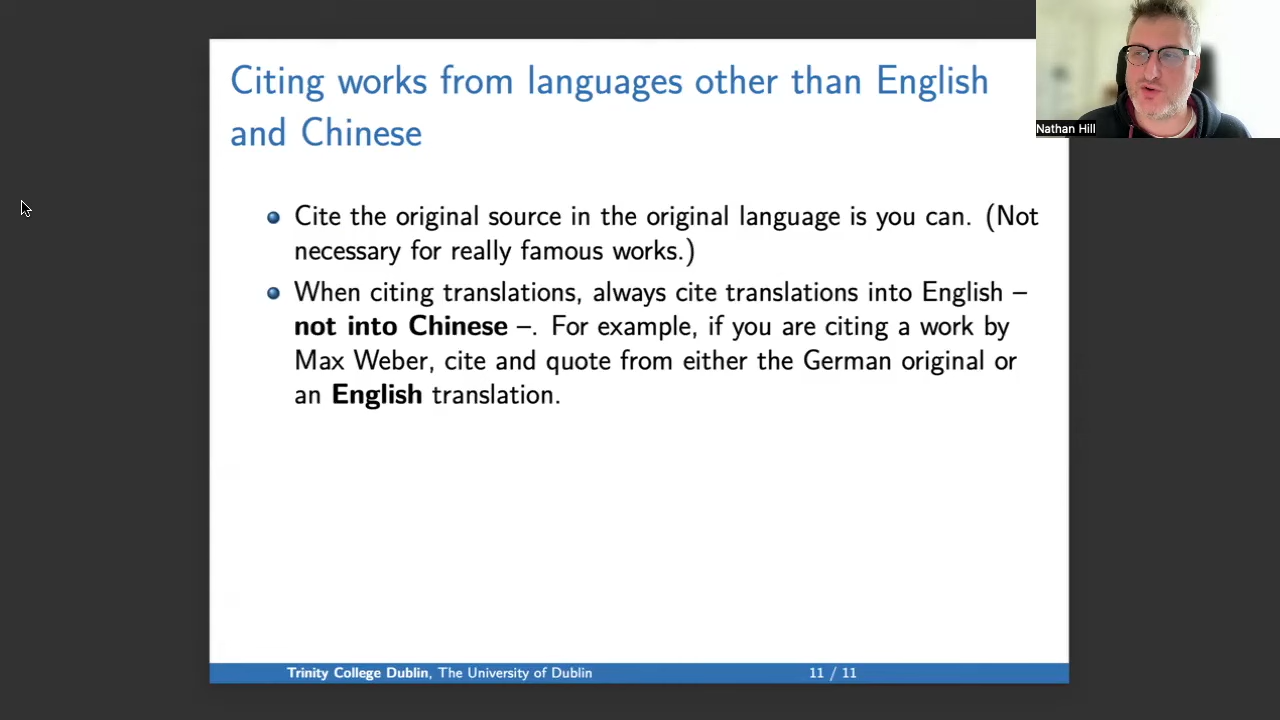 Citing works from languages other than English
and Chinese
Nathan Hill
Cite the original source in the original language is you can. (Not
necessary for really famous works.)
When citing translations, always cite translations into English –
not into Chinese –. For example, if you are citing a work by
Max Weber, cite and quote from either the German original or
an English translation.
Trinity College Dublin, The University of Dublin 11 / 11